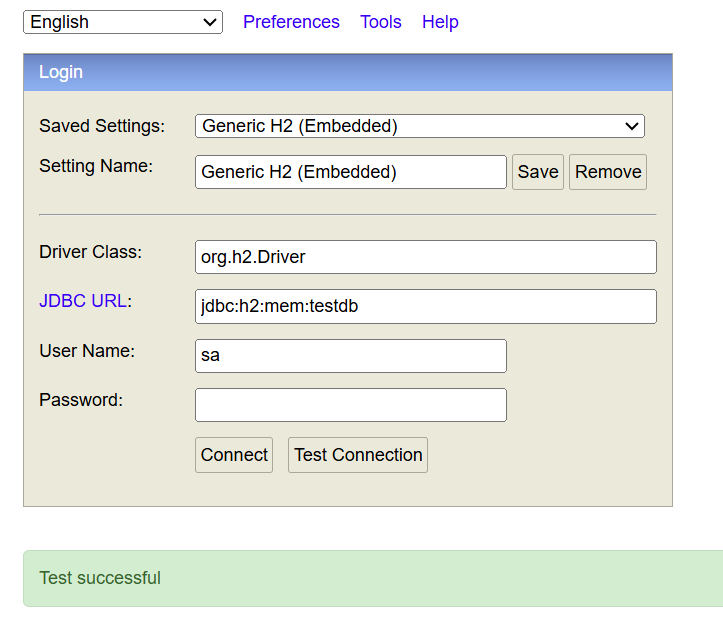 English Preferences Tools Help
Login
Saved Settings: Generic H2 (Embedded)
Setting Name: Generic H2 (Embedded) Save Remove
Driver Class: org.h2.Driver
JDBC URL: jdbc:h2:mem:testdb
User Name: sa
Password:
Connect Test Connection
Test successful